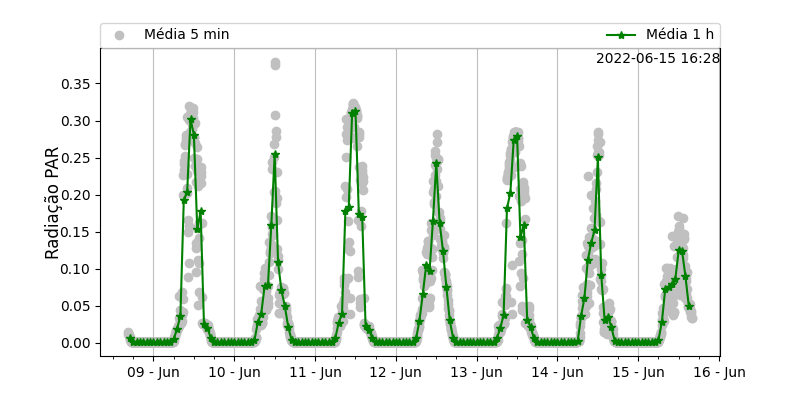 Média 5 min
Média 1 h
2022-06-15 16:28
Radiação PAR
0.35
0.30
0.25
0.20
0.15
0.10
0.05
0.00
09 - Jun
10 - Jun
11 - Jun
12 - Jun
13 - Jun
14 - Jun
15 - Jun
16 - Jun